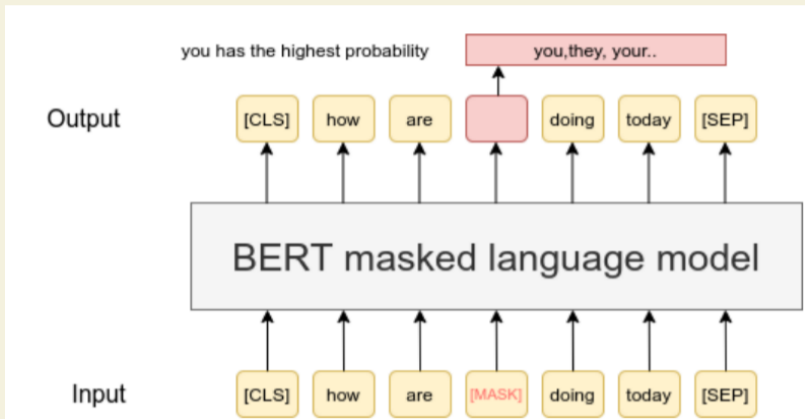 you has the highest probability
you,they, your..
Output
[CLS] how are doing today [SEP]
BERT masked language model
Input
[CLS] how are [MASK] doing today [SEP]